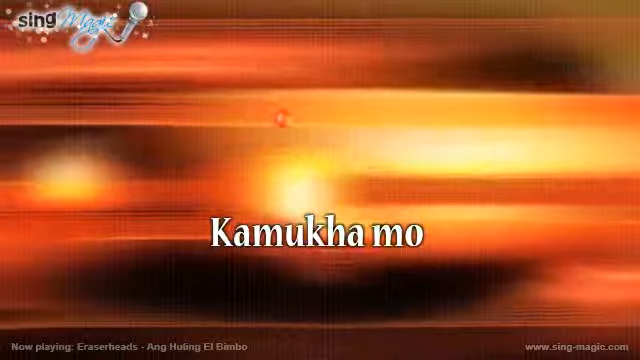 sing Magic
Kamukha mo
Now playing: Eraserheads - Ang Huling El Bimbo
www.sing-magic.com